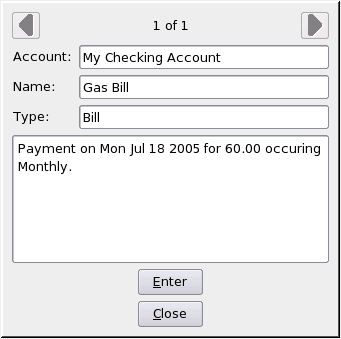 1 of 1
Account: My Checking Account
Name: Gas Bill
Type: Bill
Payment on Mon Jul 18 2005 for 60.00 occuring
Monthly.
Enter
Close